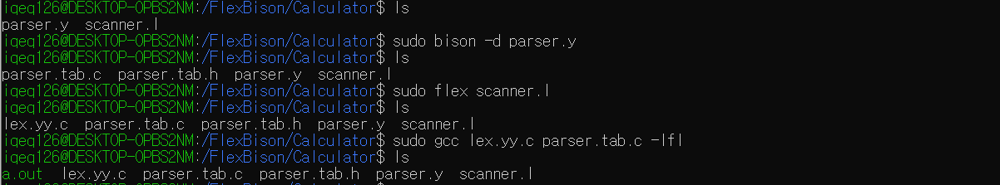 iqeq126@DESKTOP-OPBS2NM:/FlexBison/Calculator$ ls
parser.y  scanner.l
iqeq126@DESKTOP-OPBS2NM:/FlexBison/Calculator$ sudo bison -d parser.y
iqeq126@DESKTOP-OPBS2NM:/FlexBison/Calculator$ ls
parser.tab.c  parser.tab.h  parser.y  scanner.l
iqeq126@DESKTOP-OPBS2NM:/FlexBison/Calculator$ sudo flex scanner.l
iqeq126@DESKTOP-OPBS2NM:/FlexBison/Calculator$ ls
lex.yy.c  parser.tab.c  parser.tab.h  parser.y  scanner.l
iqeq126@DESKTOP-OPBS2NM:/FlexBison/Calculator$ sudo gcc lex.yy.c parser.tab.c -lfl
iqeq126@DESKTOP-OPBS2NM:/FlexBison/Calculator$ ls
a.out  lex.yy.c  parser.tab.c  parser.tab.h  parser.y  scanner.l